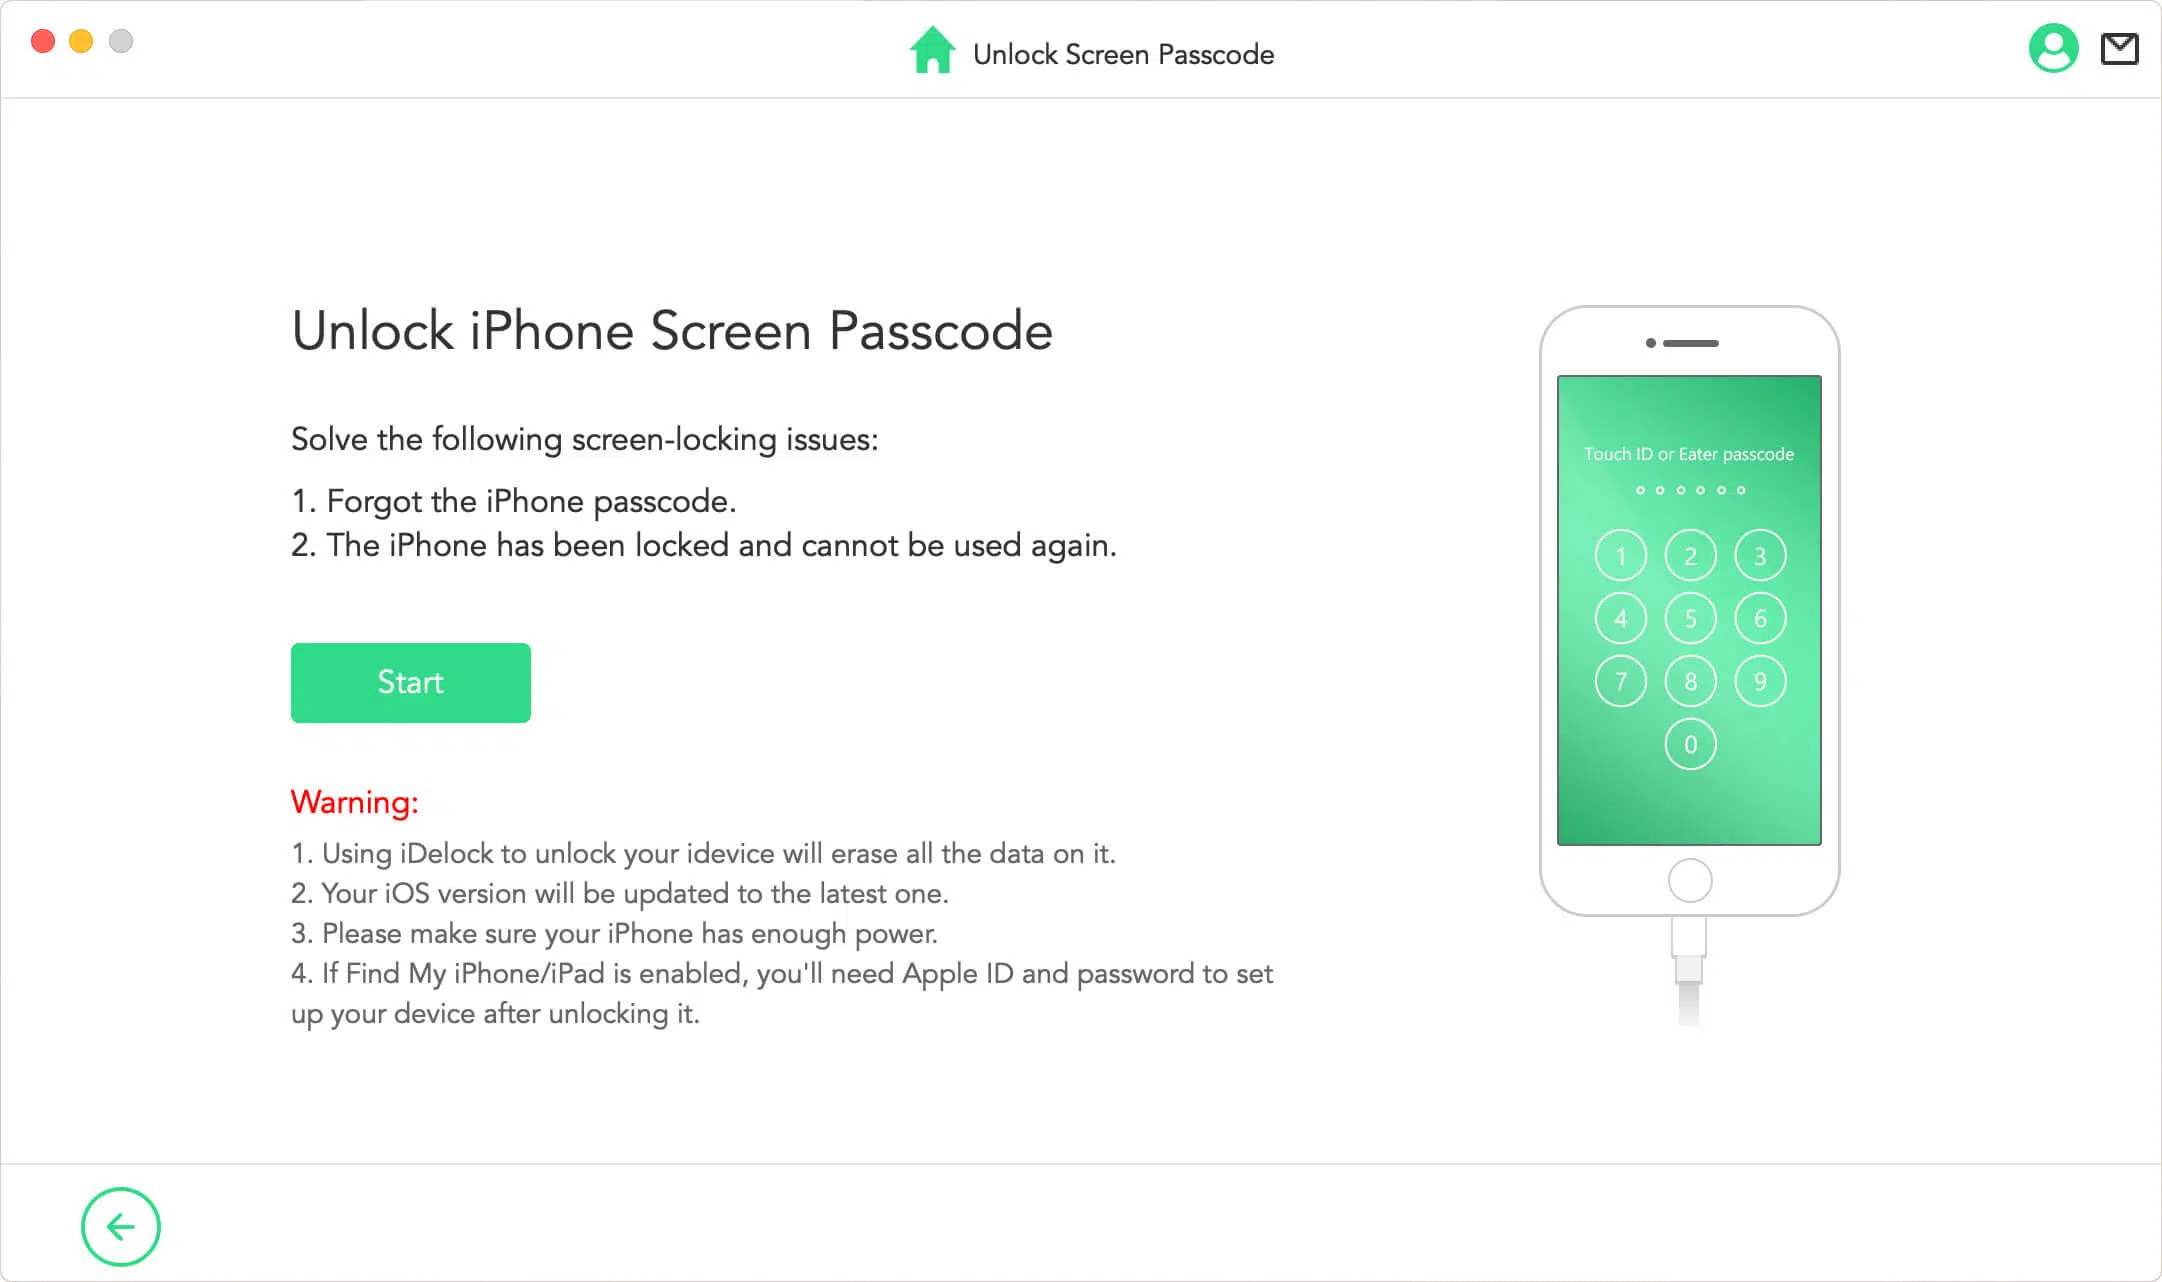 Unlock Screen Passcode
Unlock iPhone Screen Passcode
Solve the following screen-locking issues:
1. Forgot the iPhone passcode.
2. The iPhone has been locked and cannot be used again.
Start
Warning:
1. Using iDelock to unlock your idevice will erase all the data on it.
2. Your iOS version will be updated to the latest one.
3. Please make sure your iPhone has enough power.
4. If Find My iPhone/iPad is enabled, you'll need Apple ID and password to set
up your device after unlocking it.
Touch ID or Eater passcode
1 2 3
4 5 6
7 8 9
0